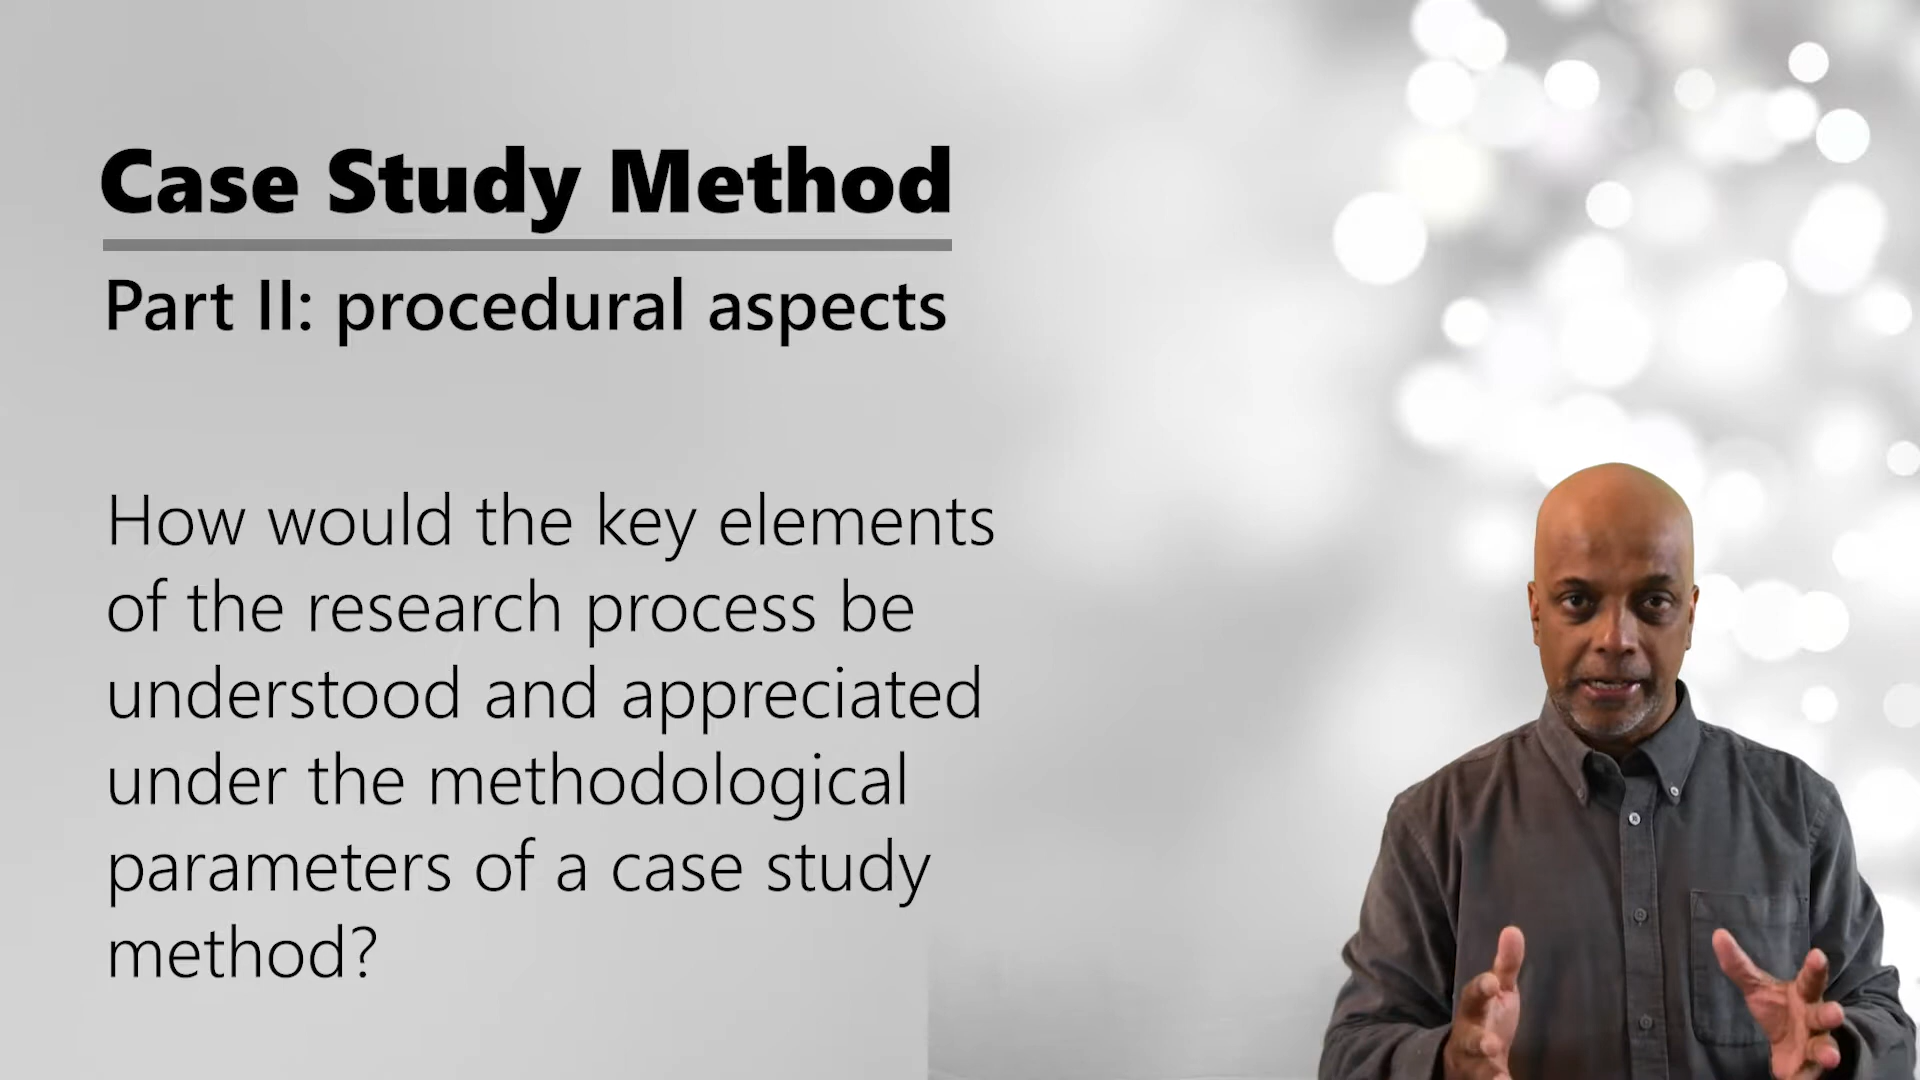 Case Study Method
Part II: procedural aspects
How would the key elements
of the research process be
understood and appreciated
under the methodological
parameters of a case study
method?